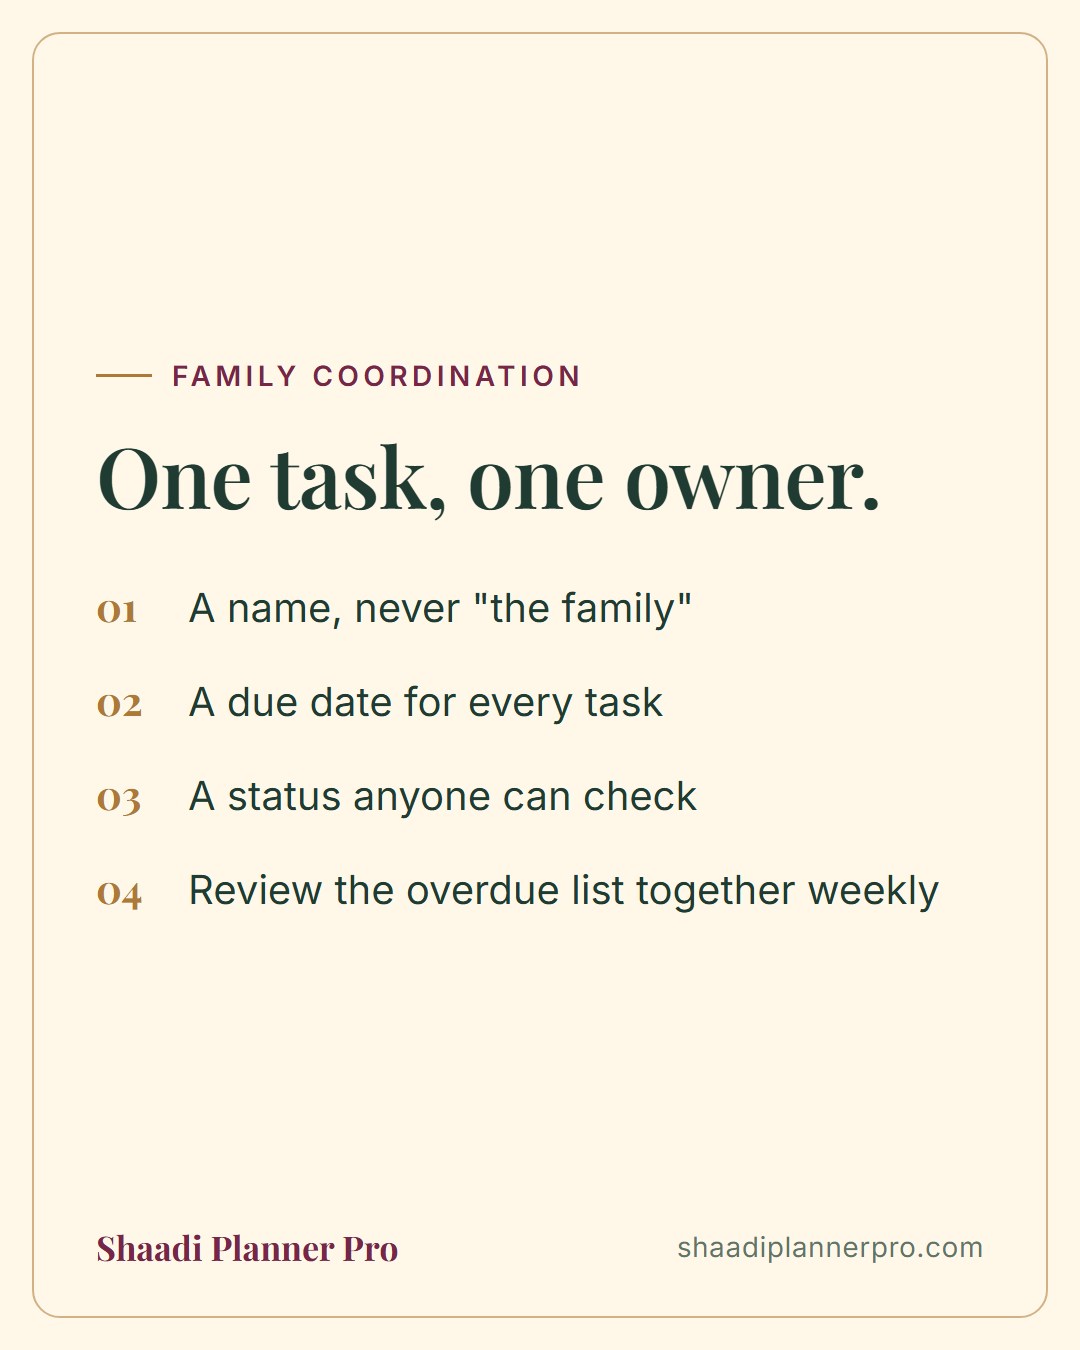 FAMILY COORDINATION
One task, one owner.
01 A name, never "the family"
02 A due date for every task
03 A status anyone can check
04 Review the overdue list together weekly
Shaadi Planner Pro
shaadiplannerpro.com